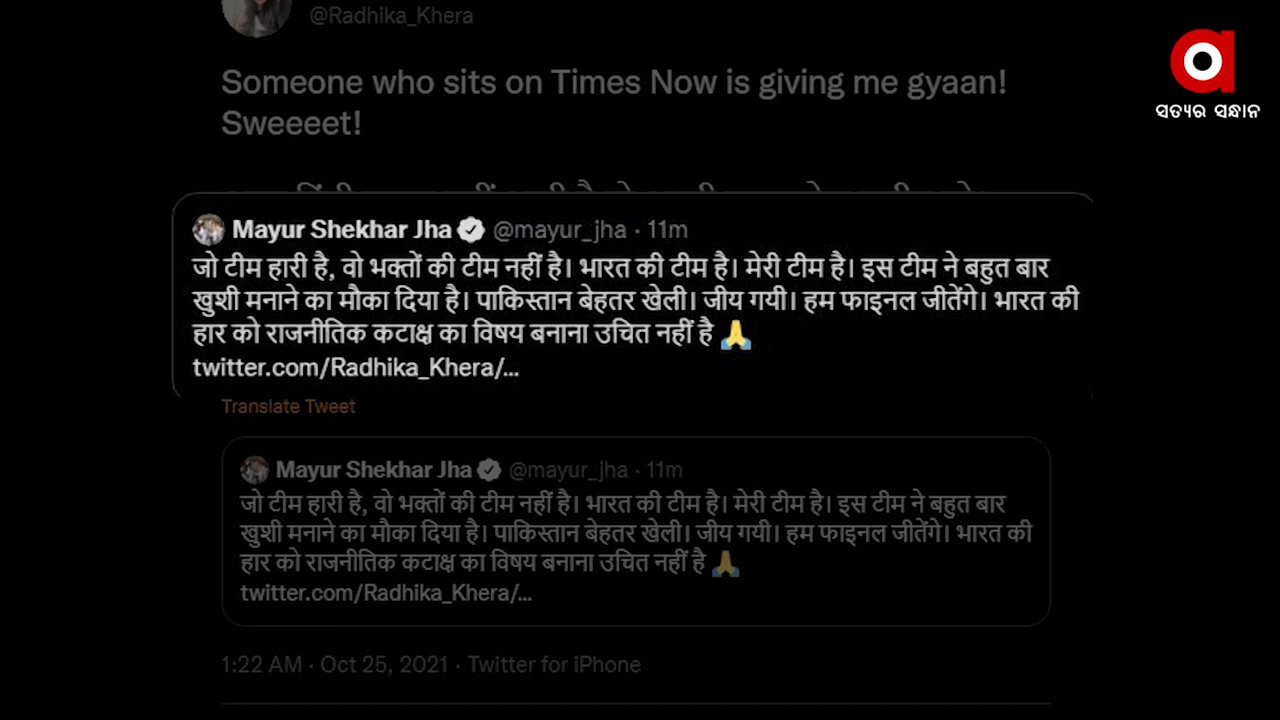 @Radhika_Khera
Someone who sits on Times Now is giving me gyaan!
Sweeeet!
ସତ୍ୟର ସନ୍ଧାନ
Mayur Shekhar Jha @mayur_jha · 11m
जो टीम हारी है, वो भक्तों की टीम नहीं है। भारत की टीम है। मेरी टीम है। इस टीम ने बहुत बार
खुशी मनाने का मौका दिया है। पाकिस्तान बेहतर खेली। जीय गयी। हम फाइनल जीतेंगे। भारत की
हार को राजनीतिक कटाक्ष का विषय बनाना उचित नहीं है 🙏
twitter.com/Radhika_Khera/...
Translate Tweet
Mayur Shekhar Jha @mayur_jha · 11m
जो टीम हारी है, वो भक्तों की टीम नहीं है। भारत की टीम है। मेरी टीम है। इस टीम ने बहुत बार
खुशी मनाने का मौका दिया है। पाकिस्तान बेहतर खेली। जीय गयी। हम फाइनल जीतेंगे। भारत की
हार को राजनीतिक कटाक्ष का विषय बनाना उचित नहीं है 🙏
twitter.com/Radhika_Khera/...
1:22 AM · Oct 25, 2021 · Twitter for iPhone